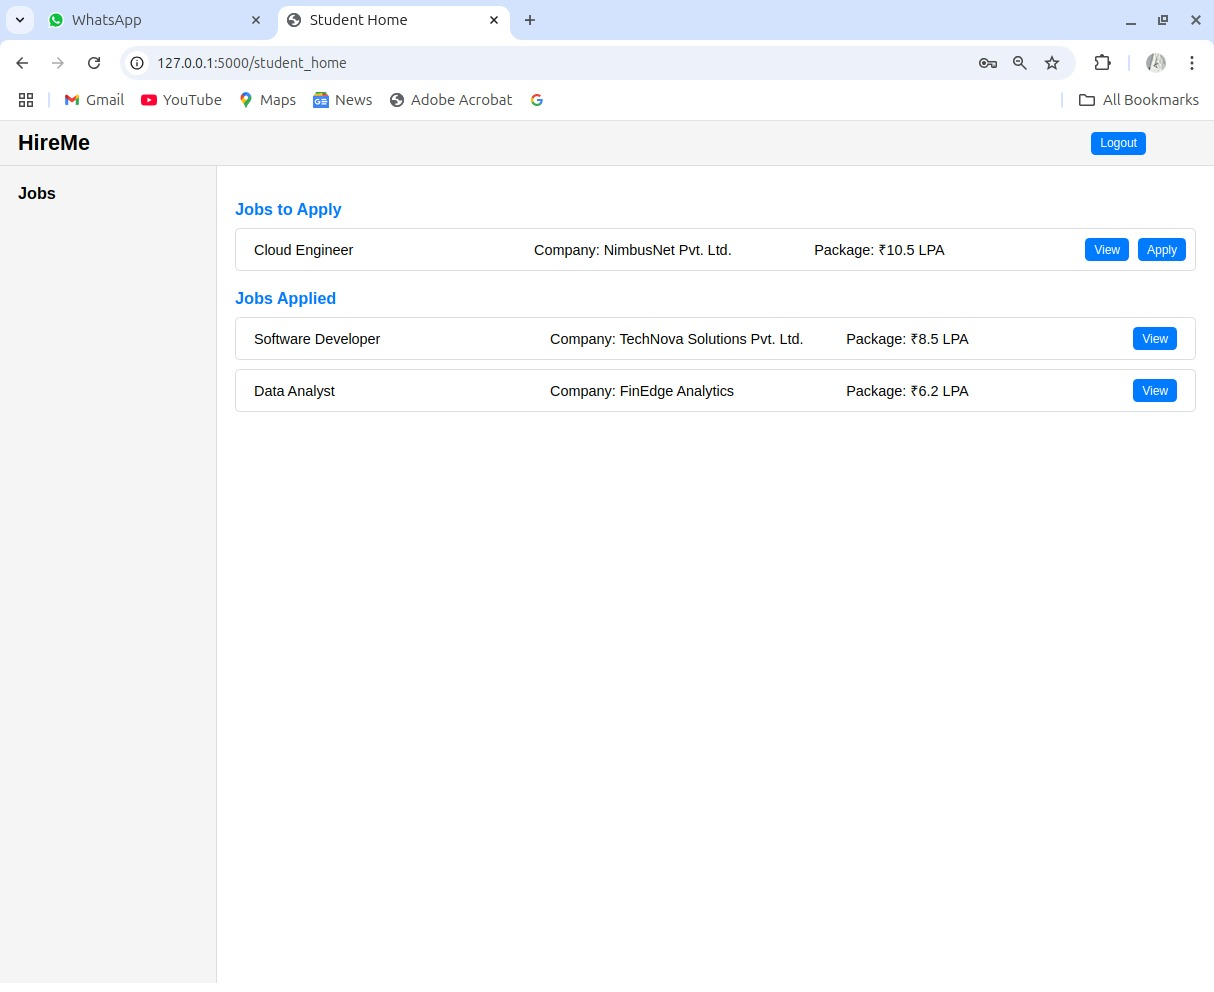 WhatsApp
Student Home
127.0.0.1:5000/student_home
Gmail YouTube Maps News Adobe Acrobat All Bookmarks
HireMe Logout
Jobs
Jobs to Apply
Cloud Engineer Company: NimbusNet Pvt. Ltd. Package: ₹10.5 LPA View Apply
Jobs Applied
Software Developer Company: TechNova Solutions Pvt. Ltd. Package: ₹8.5 LPA View
Data Analyst Company: FinEdge Analytics Package: ₹6.2 LPA View